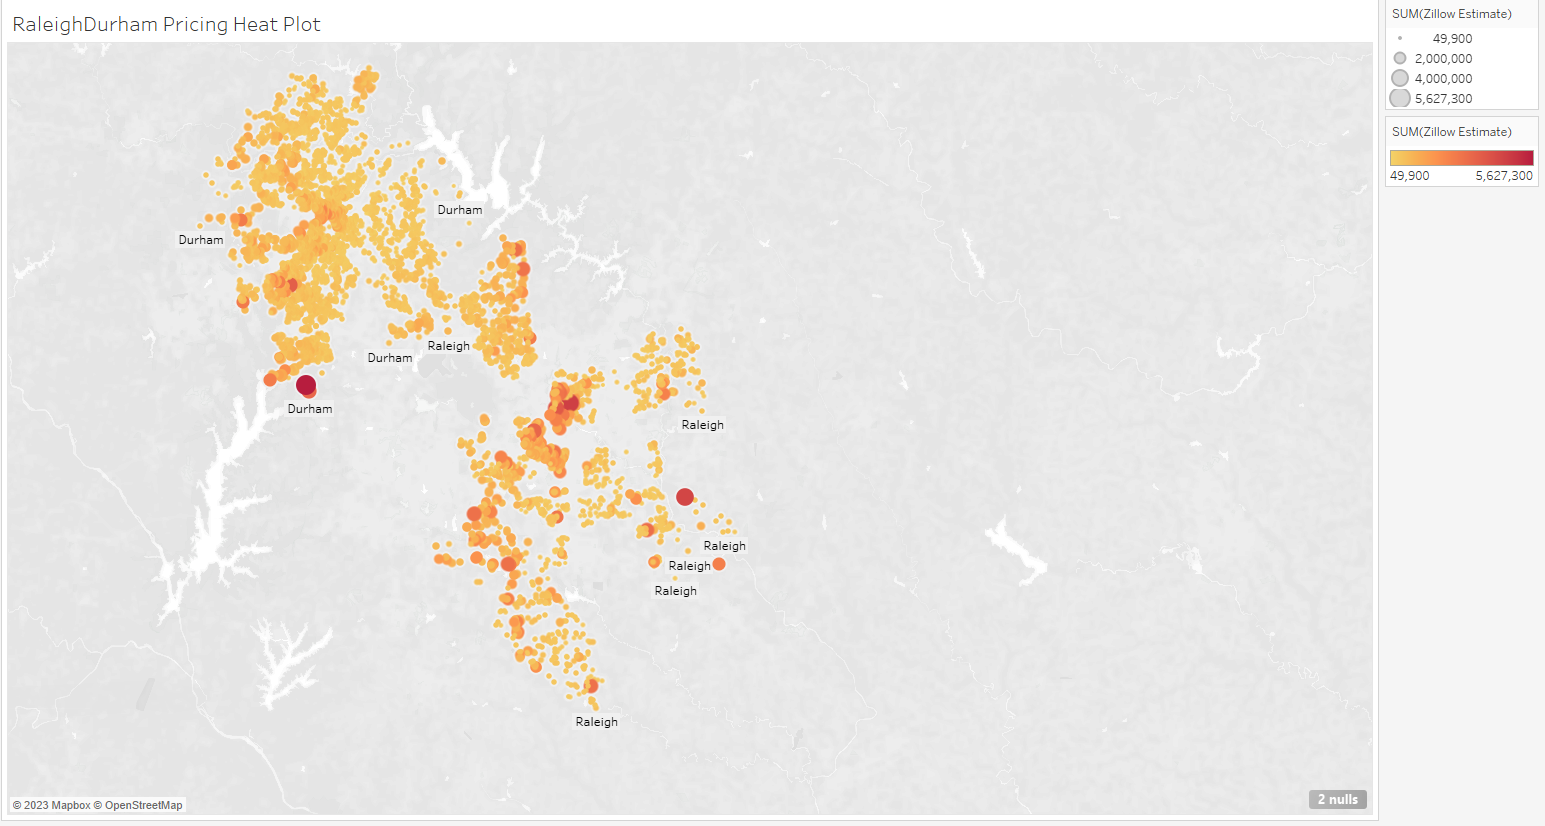 RaleighDurham Pricing Heat Plot
SUM(Zillow Estimate)
49,900
2,000,000
4,000,000
5,627,300
SUM(Zillow Estimate)
49,900 5,627,300
Durham
Durham
Raleigh
Durham
Durham
Raleigh
Raleigh
Raleigh
Raleigh
Raleigh
© 2023 Mapbox © OpenStreetMap
2 nulls